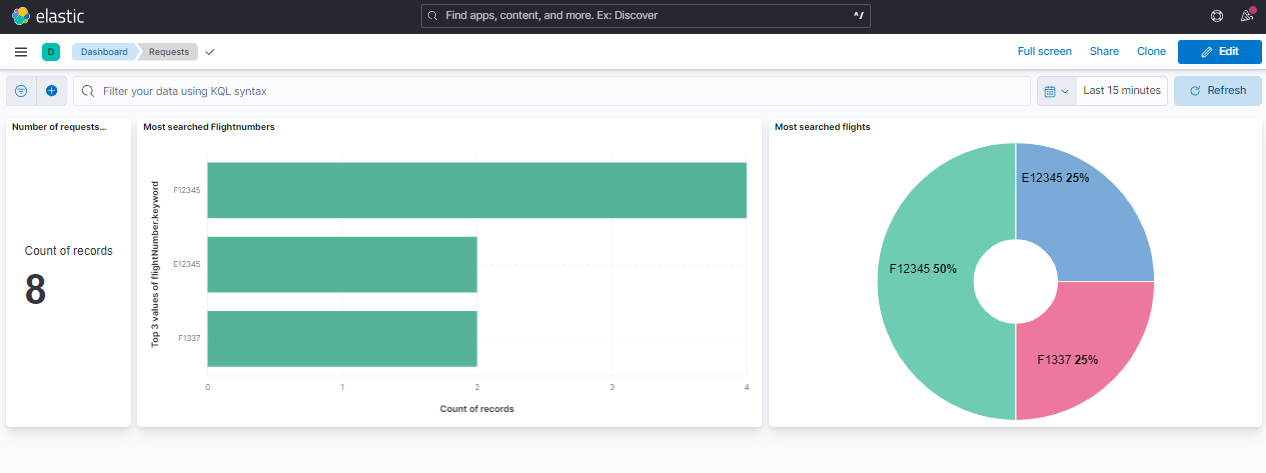 elastic
Find apps, content, and more. Ex: Discover
^/
D
Dashboard
Requests
Full screen
Share
Clone
Edit
Filter your data using KQL syntax
Last 15 minutes
Refresh
Number of requests...
Count of records
8
Most searched Flightnumbers
Top 3 values of flightNumber.keyword
F12345
E12345
F1337
0 1 2 3 4
Count of records
Most searched flights
E12345 25%
F12345 50%
F1337 25%